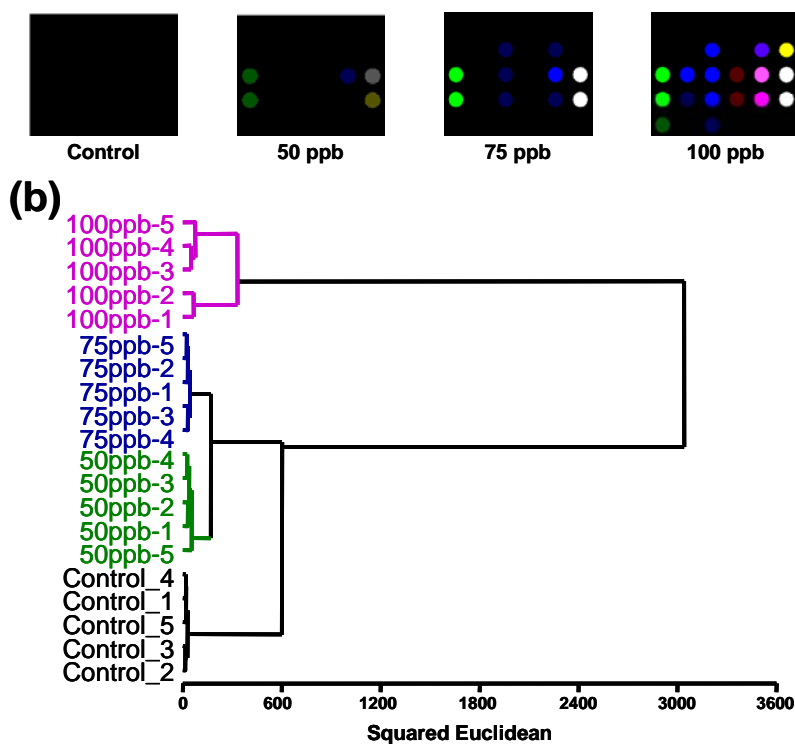 Control 50 ppb 75 ppb 100 ppb
(b)
100ppb-5
100ppb-4
100ppb-3
100ppb-2
100ppb-1
75ppb-5
75ppb-2
75ppb-1
75ppb-3
75ppb-4
50ppb-4
50ppb-3
50ppb-2
50ppb-1
50ppb-5
Control_4
Control_1
Control_5
Control_3
Control_2
0 600 1200 1800 2400 3000 3600
Squared Euclidean